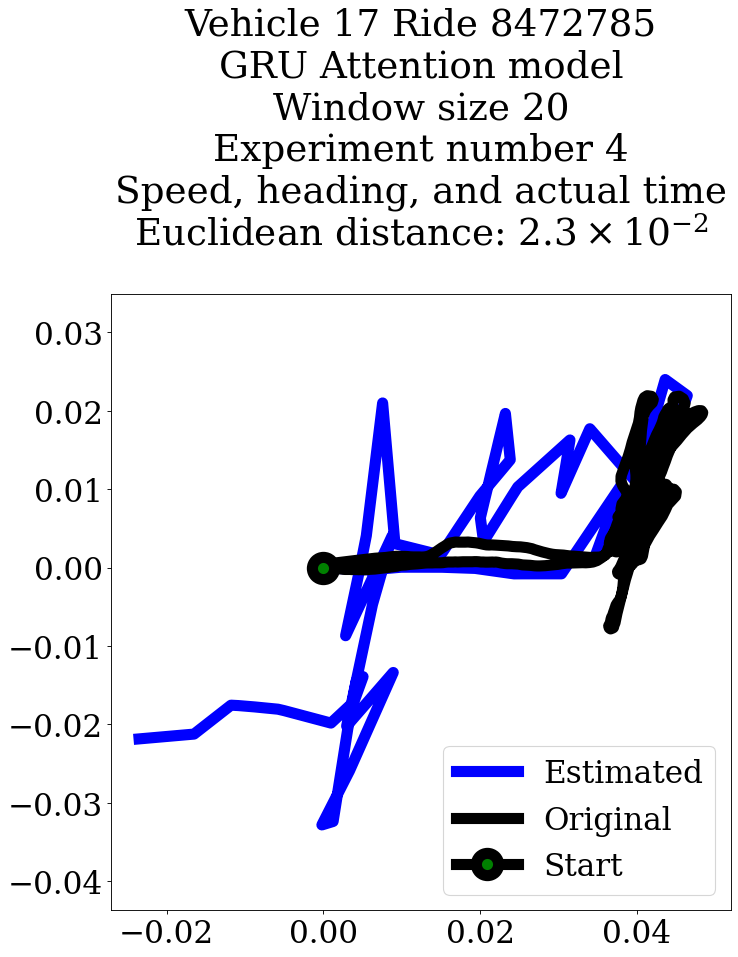 Vehicle 17 Ride 8472785
GRU Attention model
Window size 20
Experiment number 4
Speed, heading, and actual time
Euclidean distance: 2.3 × 10⁻²
0.03
0.02
0.01
0.00
−0.01
−0.02
−0.03
−0.04
Estimated
Original
Start
−0.02 0.00 0.02 0.04